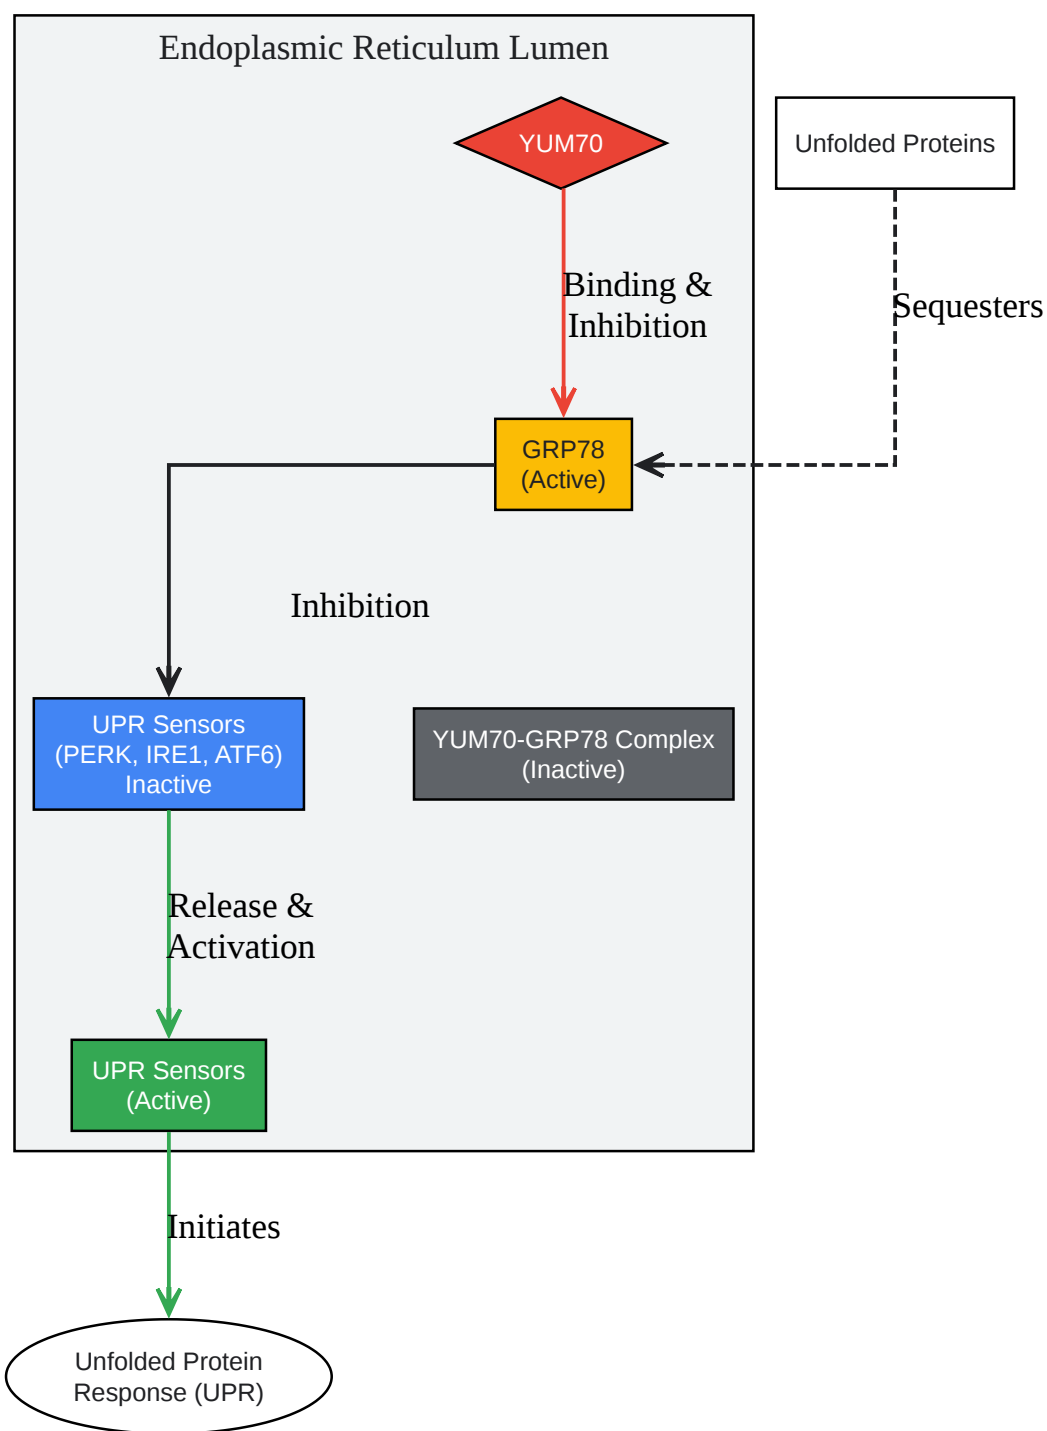 Endoplasmic Reticulum Lumen
YUM70
Unfolded Proteins
Binding &
Inhibition
Sequesters
GRP78
(Active)
Inhibition
UPR Sensors
(PERK, IRE1, ATF6)
Inactive
YUM70-GRP78 Complex
(Inactive)
Release &
Activation
UPR Sensors
(Active)
Initiates
Unfolded Protein
Response (UPR)